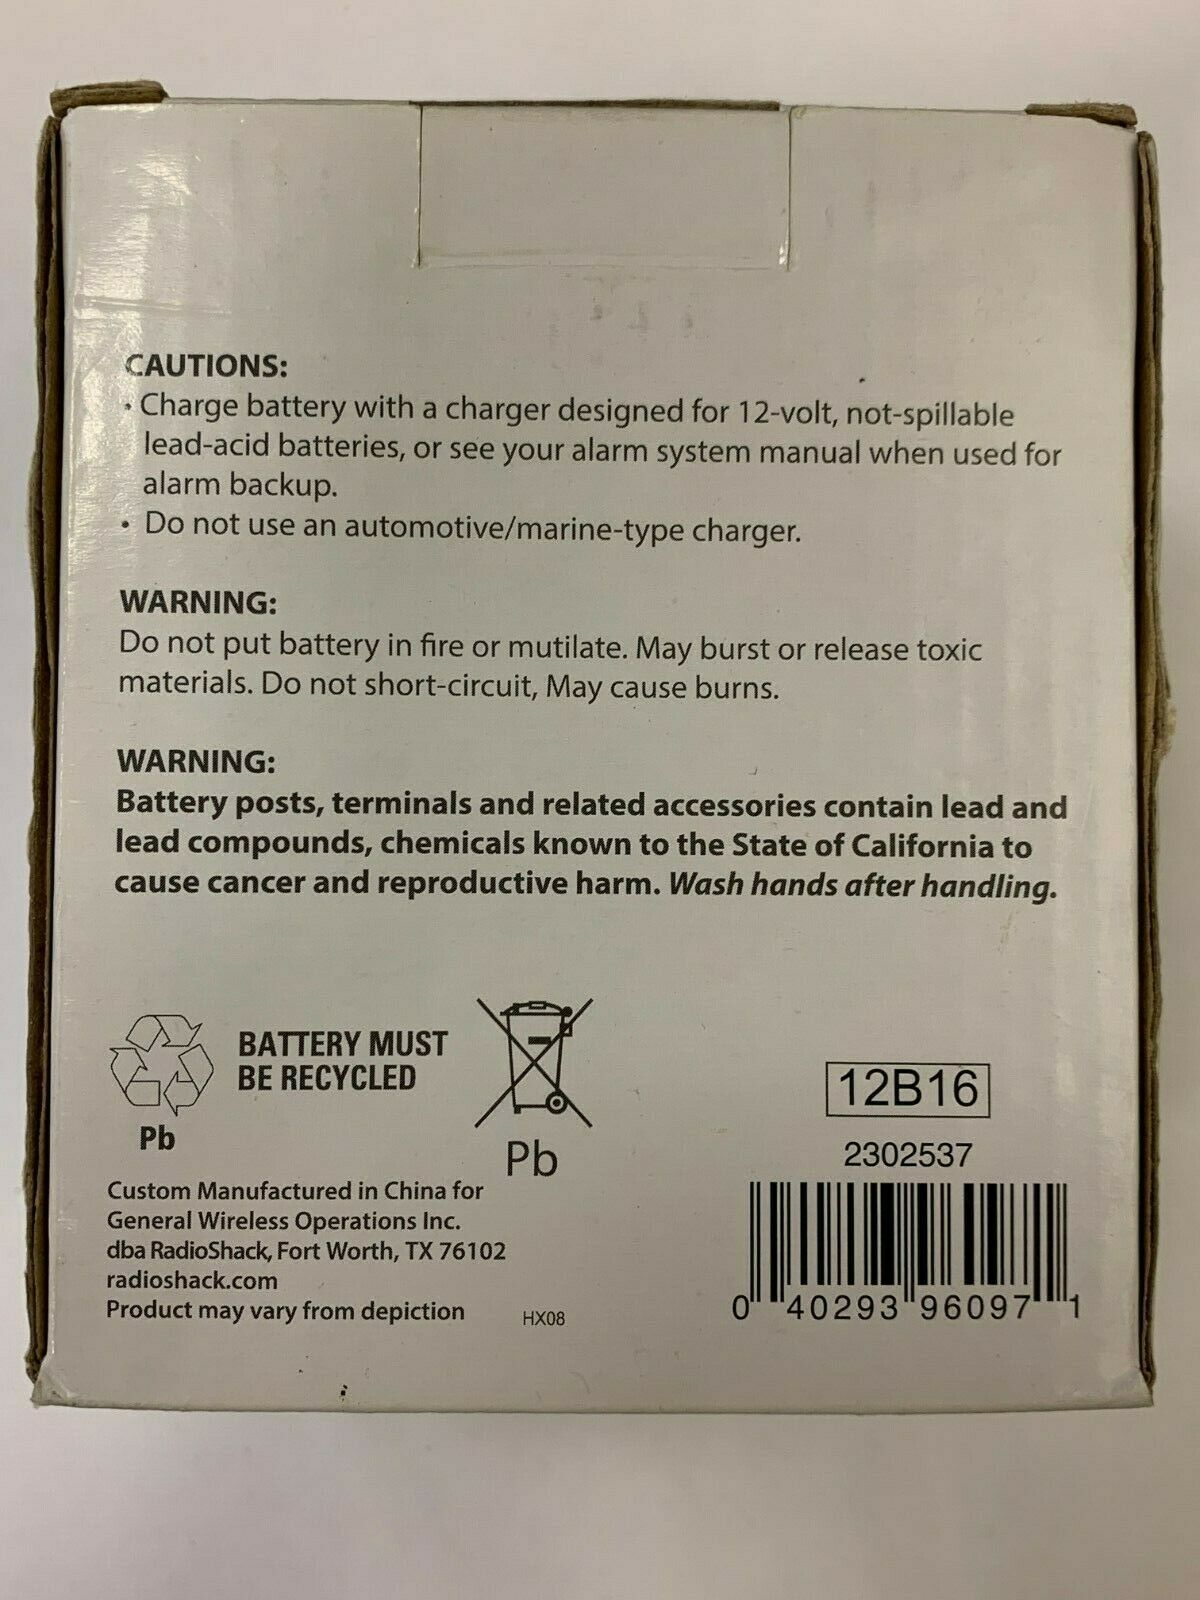 CAUTIONS:
• Charge battery with a charger designed for 12-volt, not-spillable
lead-acid batteries, or see your alarm system manual when used for
alarm backup.
• Do not use an automotive/marine-type charger.
WARNING:
Do not put battery in fire or mutilate. May burst or release toxic
materials. Do not short-circuit, May cause burns.
WARNING:
Battery posts, terminals and related accessories contain lead and
lead compounds, chemicals known to the State of California to
cause cancer and reproductive harm. Wash hands after handling.
BATTERY MUST
BE RECYCLED
Pb
Pb
Custom Manufactured in China for
General Wireless Operations Inc.
dba RadioShack, Fort Worth, TX 76102
radioshack.com
Product may vary from depiction
HX08
12B16
2302537
0 40293 96097 1